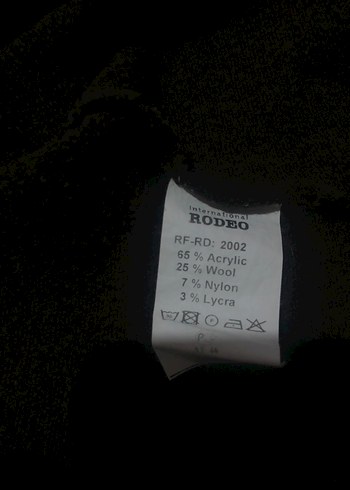 International
RODEO
RF-RD: 2002
65 % Acrylic
25 % Wool
7 % Nylon
3 % Lycra